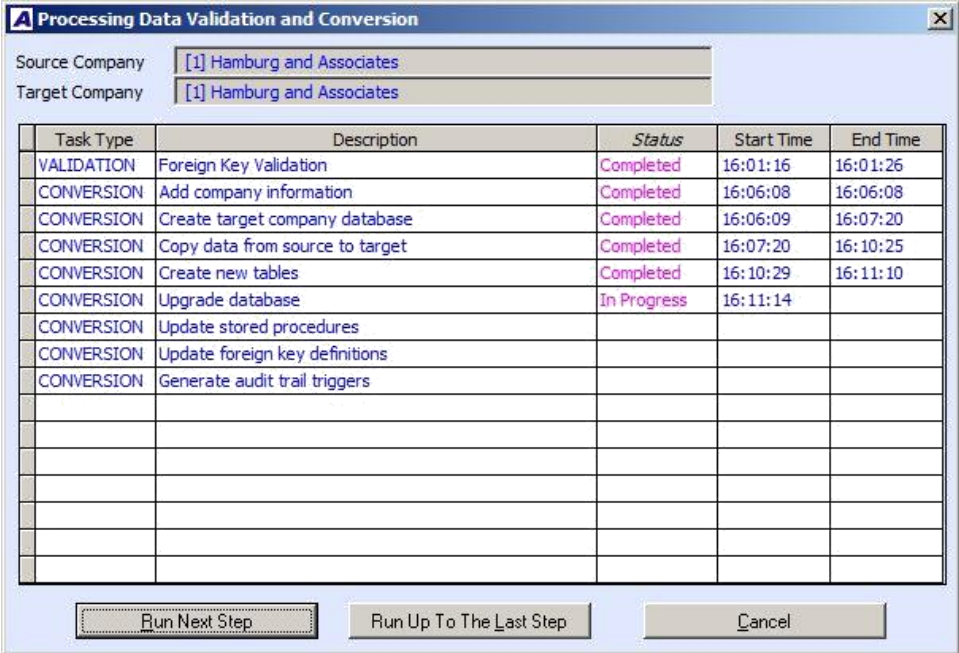 A Processing Data Validation and Conversion
Source Company [1] Hamburg and Associates
Target Company [1] Hamburg and Associates
Task Type Description Status Start Time End Time
VALIDATION Foreign Key Validation Completed 16:01:16 16:01:26
CONVERSION Add company information Completed 16:06:08 16:06:08
CONVERSION Create target company database Completed 16:06:09 16:07:20
CONVERSION Copy data from source to target Completed 16:07:20 16:10:25
CONVERSION Create new tables Completed 16:10:29 16:11:10
CONVERSION Upgrade database In Progress 16:11:14
CONVERSION Update stored procedures
CONVERSION Update foreign key definitions
CONVERSION Generate audit trail triggers
Run Next Step Run Up To The Last Step Cancel